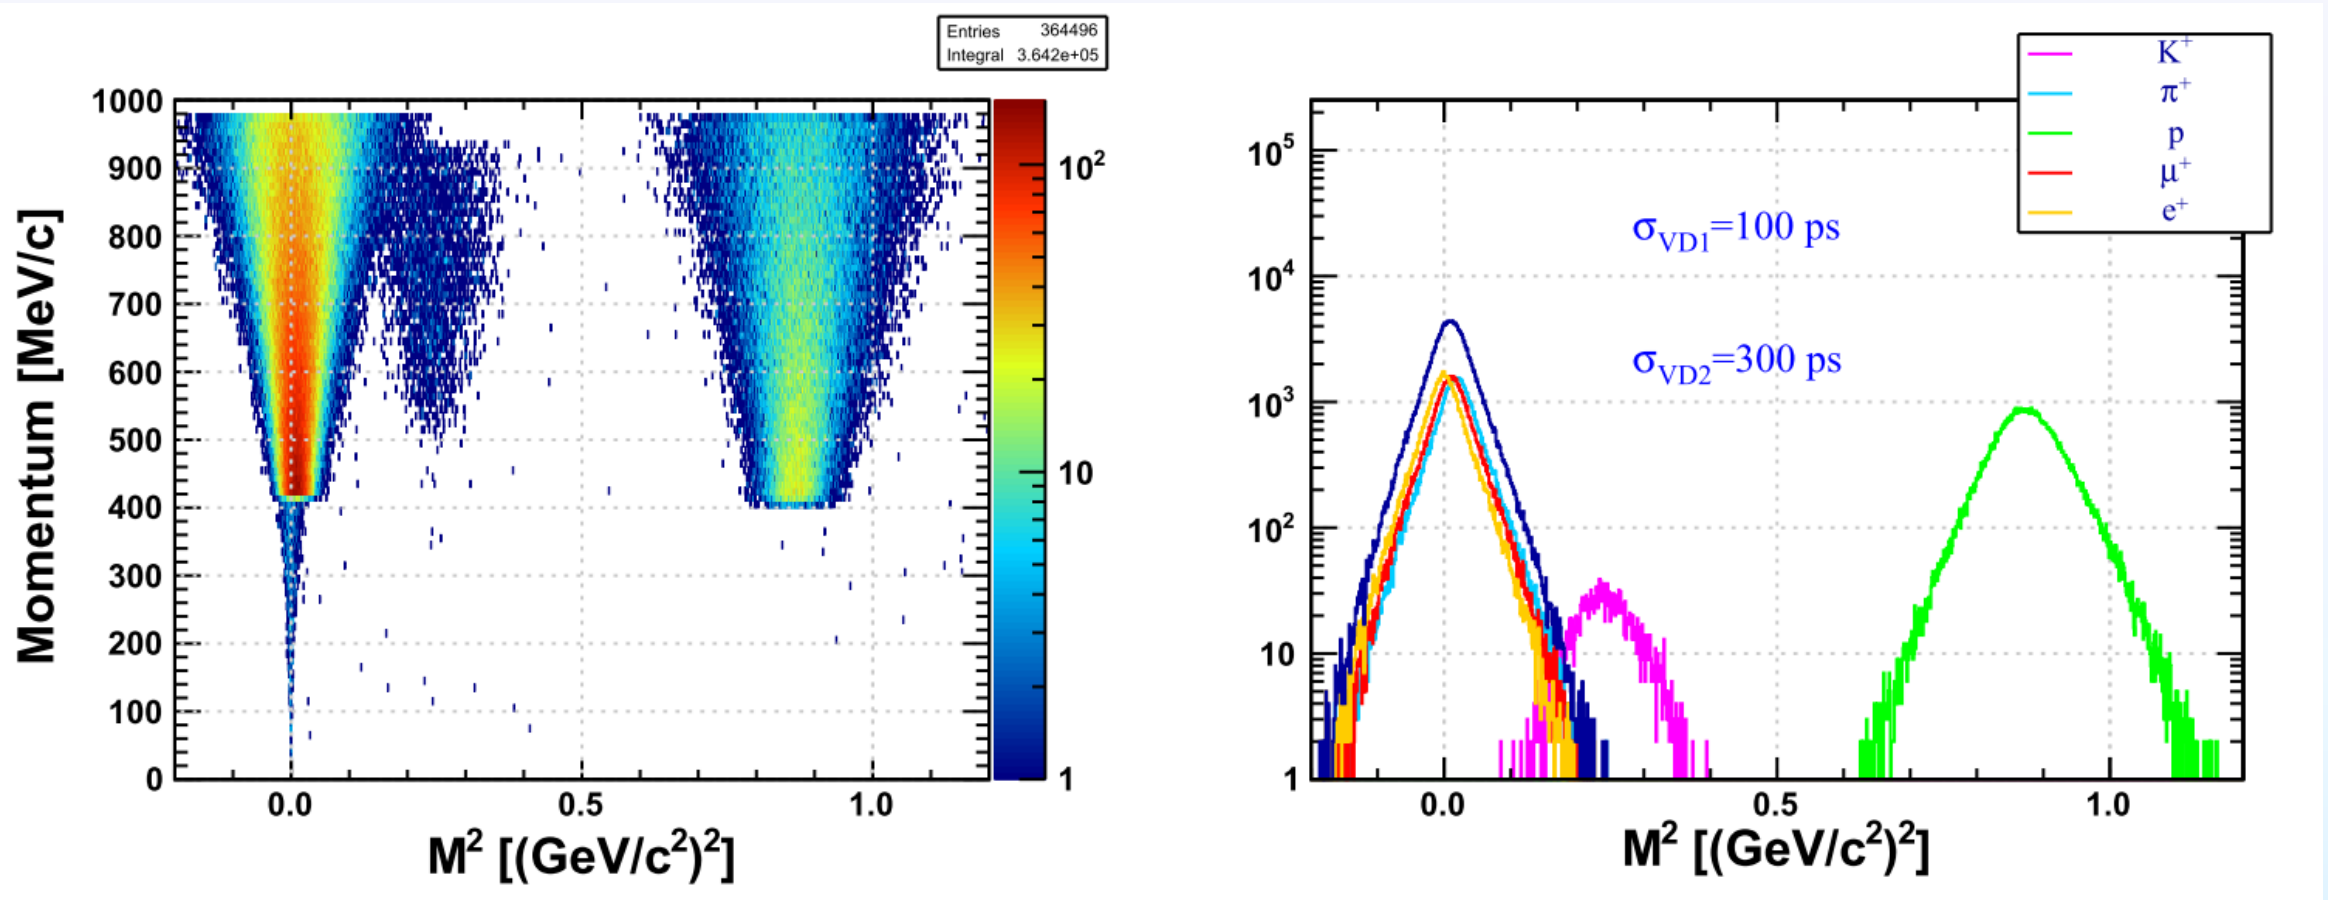 Entries 364496
Integral 3.642e+05
1000
900
800
700
600
500
400
300
200
100
0
Momentum [MeV/c]
0.0 0.5 1.0
M² [(GeV/c²)²]
10²
10
1
K⁺
π⁺
p
μ⁺
e⁺
σVD1=100 ps
σVD2=300 ps
10⁵
10⁴
10³
10²
10
1
0.0 0.5 1.0
M² [(GeV/c²)²]